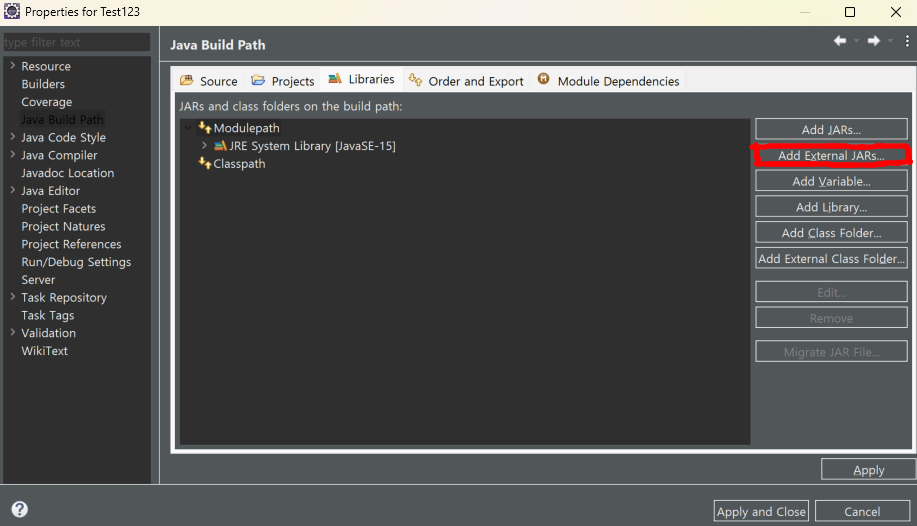 Properties for Test123
type filter text
Resource
Builders
Coverage
Java Build Path
Java Code Style
Java Compiler
Javadoc Location
Java Editor
Project Facets
Project Natures
Project References
Run/Debug Settings
Server
Task Repository
Task Tags
Validation
WikiText
Java Build Path
Source Projects Libraries Order and Export Module Dependencies
JARs and class folders on the build path:
Modulepath
JRE System Library [JavaSE-15]
Classpath
Add JARs...
Add External JARs...
Add Variable...
Add Library...
Add Class Folder...
Add External Class Folder...
Edit...
Remove
Migrate JAR File...
Apply
?
Apply and Close Cancel